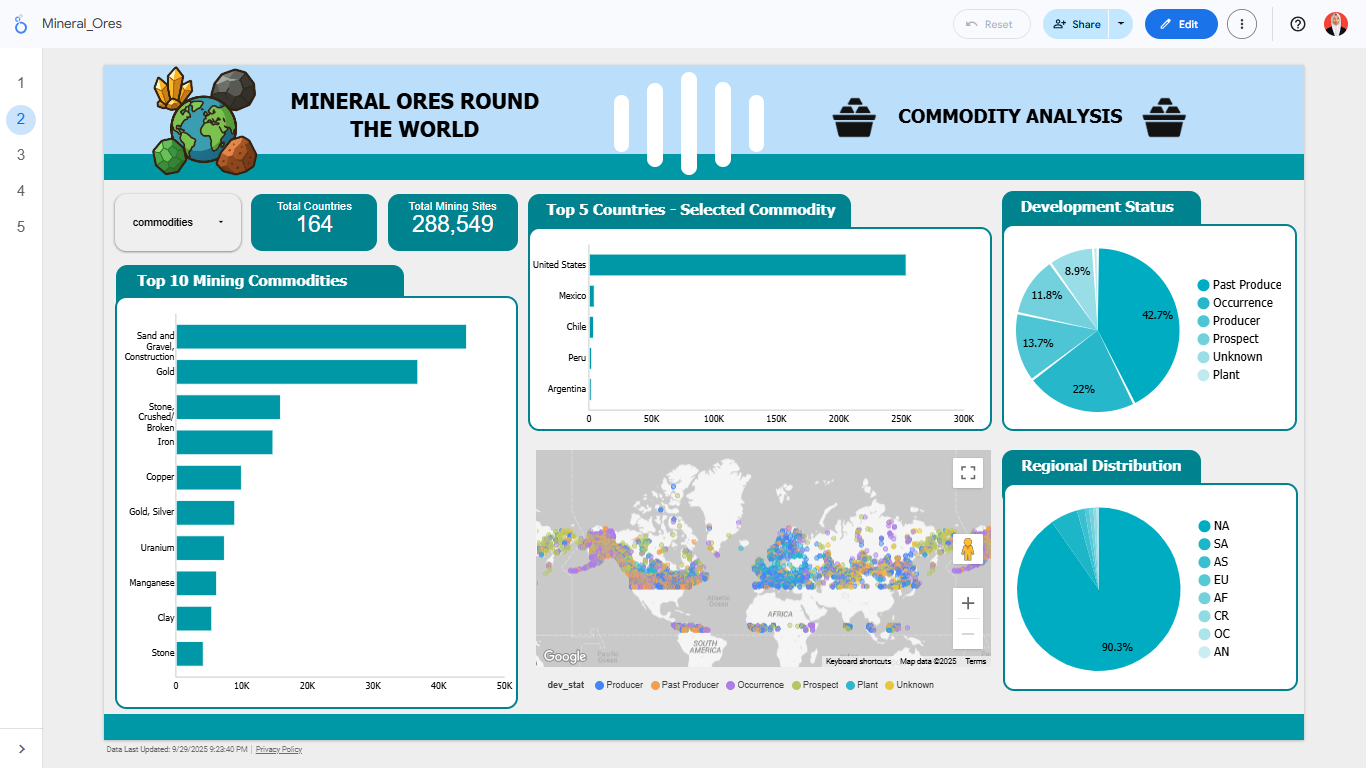 Mineral_Ores
Reset
Share
Edit
1
2
3
4
5
MINERAL ORES ROUND
THE WORLD
COMMODITY ANALYSIS
commodities
Total Countries
164
Total Mining Sites
288,549
Top 10 Mining Commodities
Sand and
Gravel,
Construction
Gold
Stone,
Crushed/
Broken
Iron
Copper
Gold, Silver
Uranium
Manganese
Clay
Stone
0
10K
20K
30K
40K
50K
Top 5 Countries - Selected Commodity
United States
Mexico
Chile
Peru
Argentina
0
50K
100K
150K
200K
250K
300K
Atlantic
Ocean
AFRICA
SOUTH
AMERICA
Pacific
Ocean
Google
Keyboard shortcuts
Map data ©2025
Terms
dev_stat
Producer
Past Producer
Occurrence
Prospect
Plant
Unknown
Development Status
8.9%
11.8%
13.7%
22%
42.7%
Past Produce
Occurrence
Producer
Prospect
Unknown
Plant
Regional Distribution
90.3%
NA
SA
AS
EU
AF
CR
OC
AN
Data Last Updated: 9/29/2025 9:23:40 PM
Privacy Policy